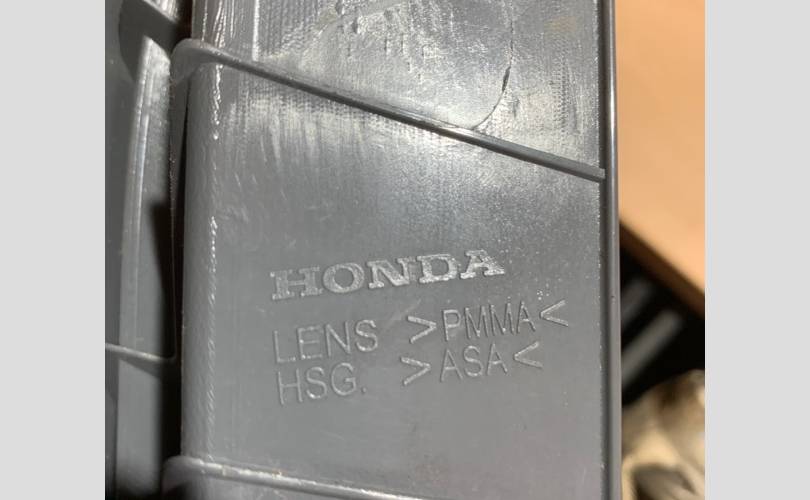 HONDA
LENS >PMMA<
HSG. >ASA<